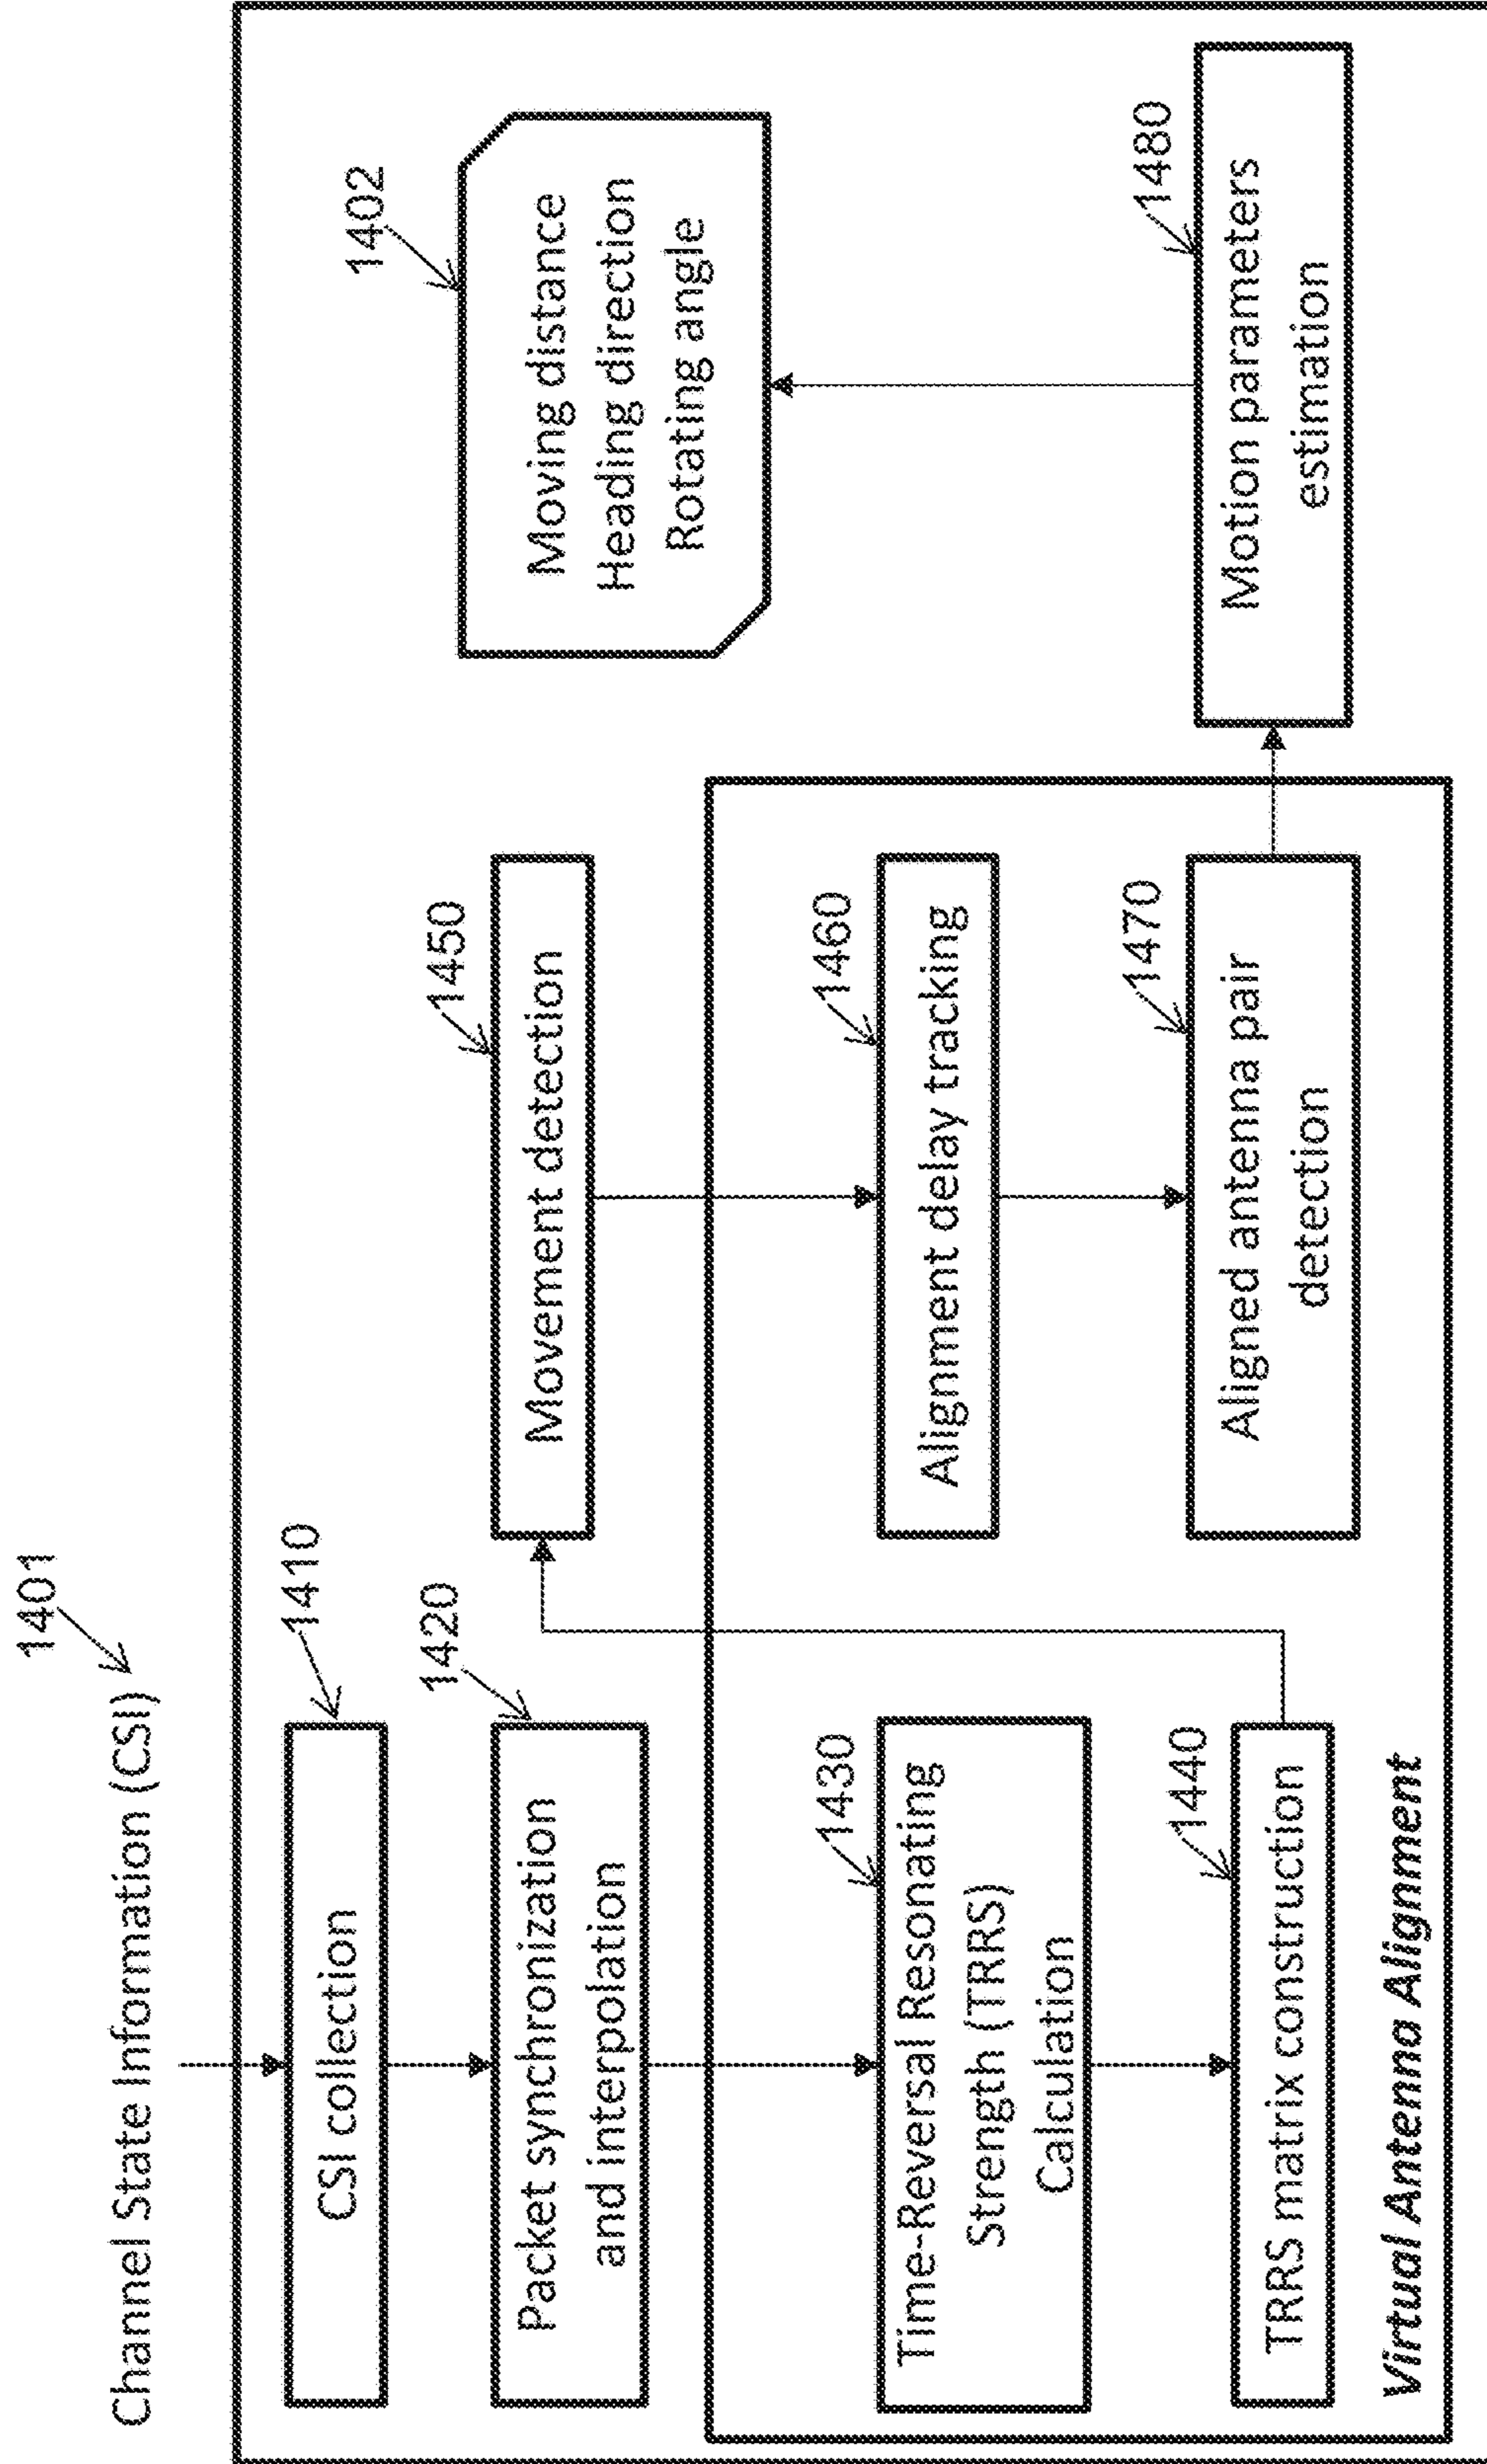 1401
Channel State Information (CSI)
1410
CSI collection
1420
Packet synchronization
and interpolation
1430
Time-Reversal Resonating
Strength (TRRS)
Calculation
1440
TRRS matrix construction
Virtual Antenna Alignment
1450
Movement detection
1460
Alignment delay tracking
1470
Aligned antenna pair
detection
1402
Moving distance
Heading direction
Rotating angle
1480
Motion parameters
estimation